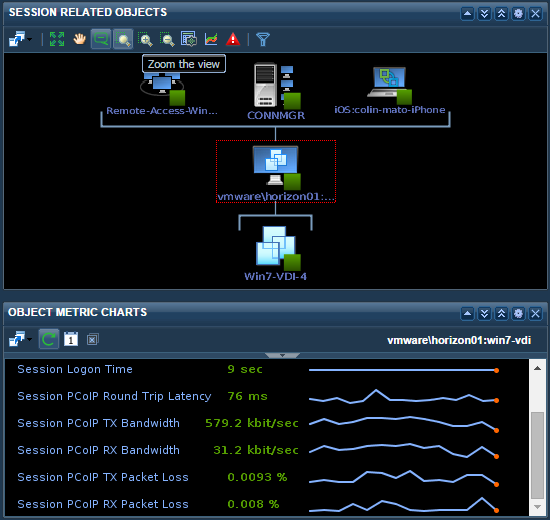 SESSION RELATED OBJECTS
Zoom the view
Remote-Access-Win...
CONNMGR
iOS:colin-mato-iPhone
vmware\horizon01:...
Win7-VDI-4
OBJECT METRIC CHARTS
1
vmware\horizon01:win7-vdi
Session Logon Time 9 sec
Session PCoIP Round Trip Latency 76 ms
Session PCoIP TX Bandwidth 579.2 kbit/sec
Session PCoIP RX Bandwidth 31.2 kbit/sec
Session PCoIP TX Packet Loss 0.0093 %
Session PCoIP RX Packet Loss 0.008 %